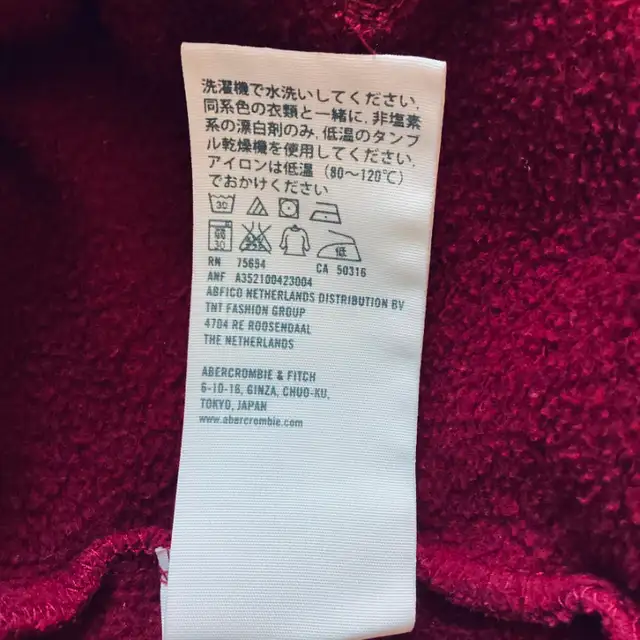 洗濯機で水洗いしてください。
同系色の衣類と一緒に、非塩素
系の漂白剤のみ、低温のタンブ
ル乾燥機を使用してください。
アイロンは低温（80〜120℃）
でおかけください
30
30 低
RN 75654 CA 50316
ANF A352100423004
ABFICO NETHERLANDS DISTRIBUTION BV
TNT FASHION GROUP
4704 RE ROOSENDAAL
THE NETHERLANDS
ABERCROMBIE & FITCH
6-10-18, GINZA, CHUO-KU,
TOKYO, JAPAN
www.abercrombie.com